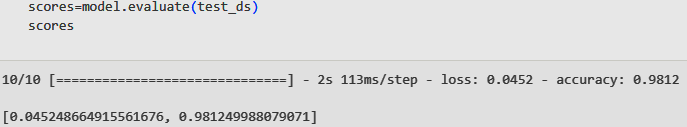 scores=model.evaluate(test_ds)
scores
10/10 [==============================] - 2s 113ms/step - loss: 0.0452 - accuracy: 0.9812
[0.045248664915561676, 0.981249988079071]